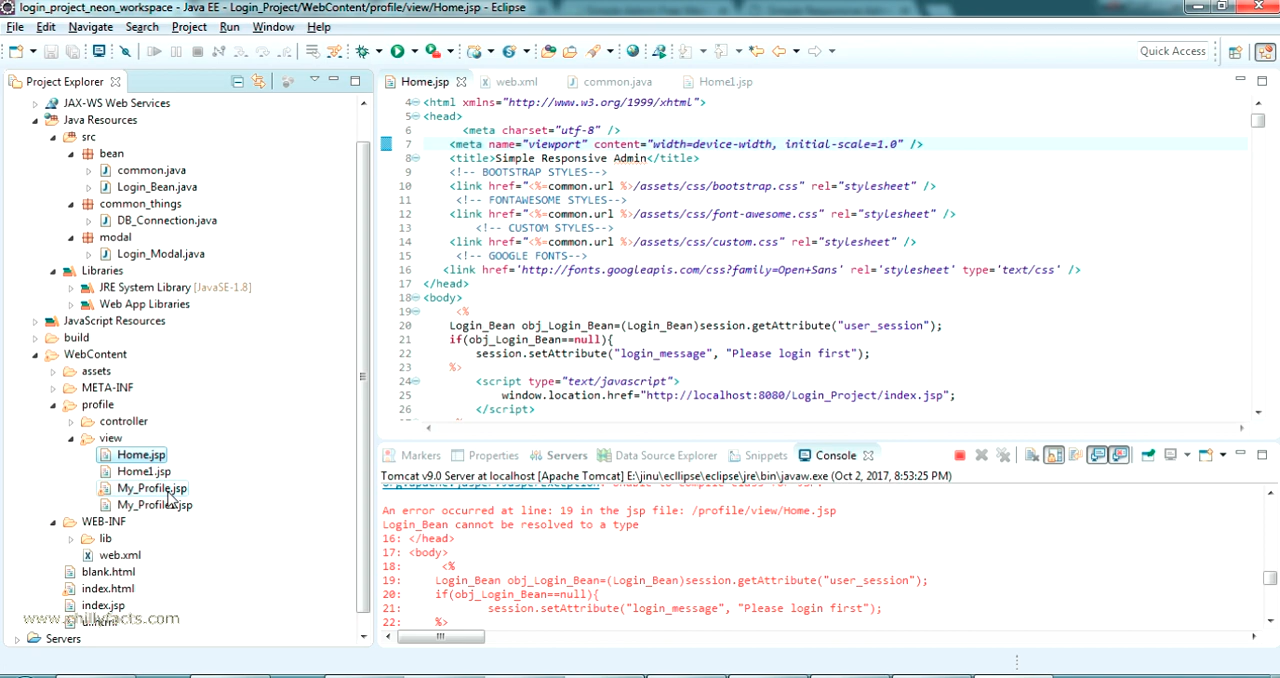 login_project_neon_workspace - Java EE - Login_Project/WebContent/profile/view/Home.jsp - Eclipse
File Edit Navigate Search Project Run Window Help
Quick Access
Project Explorer
JAX-WS Web Services
Java Resources
src
bean
common.java
Login_Bean.java
common_things
DB_Connection.java
modal
Login_Modal.java
Libraries
JRE System Library [JavaSE-1.8]
Web App Libraries
JavaScript Resources
build
WebContent
assets
META-INF
profile
controller
view
Home.jsp
Home1.jsp
My_Profile.jsp
WEB-INF
lib
web.xml
blank.html
index.html
index.jsp
www.phillyfacts.com
Servers
Home.jsp web.xml common.java Home1.jsp
4 <html xmlns="http://www.w3.org/1999/xhtml">
5 <head>
6 <meta charset="utf-8" />
7 <meta name="viewport" content="width=device-width, initial-scale=1.0" />
8 <title>Simple Responsive Admin</title>
9 <!-- BOOTSTRAP STYLES-->
10 <link href="<%=common.url %>/assets/css/bootstrap.css" rel="stylesheet" />
11 <!-- FONTAWESOME STYLES-->
12 <link href="<%=common.url %>/assets/css/font-awesome.css" rel="stylesheet" />
13 <!-- CUSTOM STYLES-->
14 <link href="<%=common.url %>/assets/css/custom.css" rel="stylesheet" />
15 <!-- GOOGLE FONTS-->
16 <link href='http://fonts.googleapis.com/css?family=Open+Sans' rel='stylesheet' type='text/css' />
17 </head>
18 <body>
19 <%
20 Login_Bean obj_Login_Bean=(Login_Bean)session.getAttribute("user_session");
21 if(obj_Login_Bean==null){
22 session.setAttribute("login_message", "Please login first");
23 %>
24 <script type="text/javascript">
25 window.location.href="http://localhost:8080/Login_Project/index.jsp";
26 </script>
Markers Properties Servers Data Source Explorer Snippets Console
Tomcat v9.0 Server at localhost [Apache Tomcat] E:\jinu\ecllipse\eclipse\jre\bin\javaw.exe (Oct 2, 2017, 8:53:25 PM)
An error occurred at line: 19 in the jsp file: /profile/view/Home.jsp
Login_Bean cannot be resolved to a type
16: </head>
17: <body>
18: <%
19: Login_Bean obj_Login_Bean=(Login_Bean)session.getAttribute("user_session");
20: if(obj_Login_Bean==null){
21: session.setAttribute("login_message", "Please login first");
22: %>